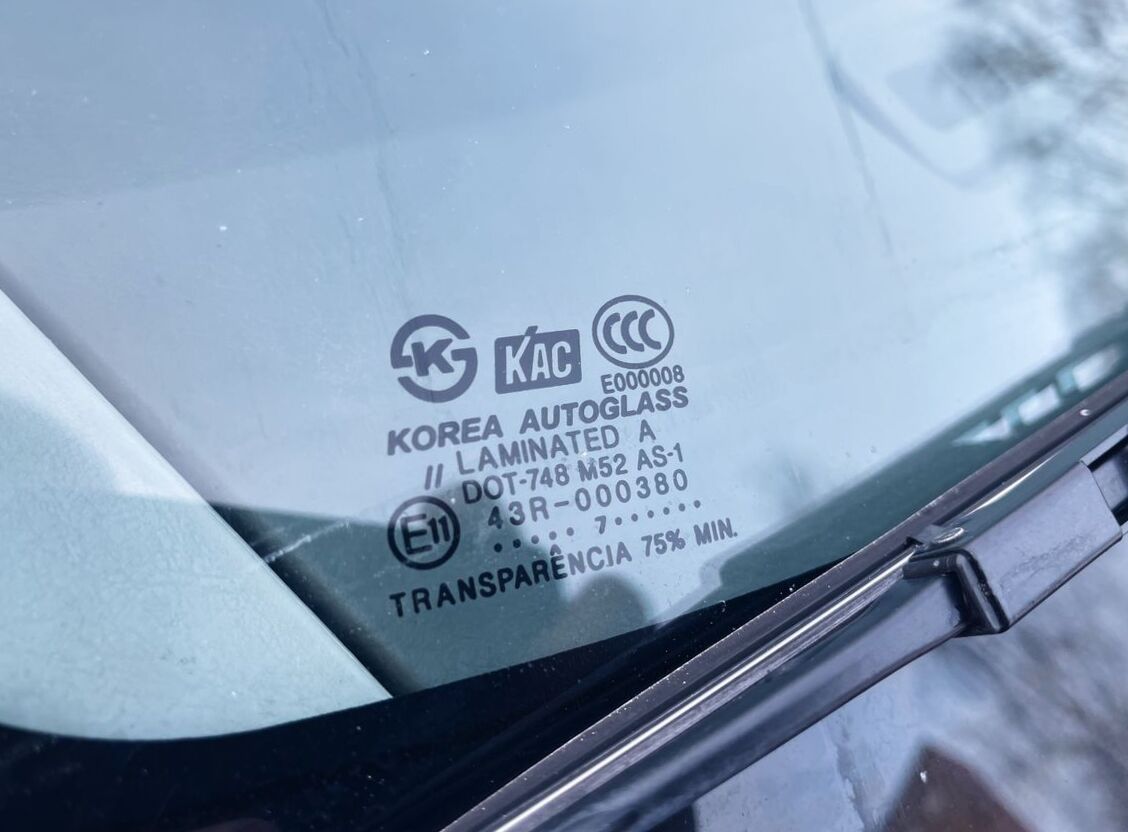 K KAC CCC
E000008
KOREA AUTOGLASS
// LAMINATED A
DOT-748 M52 AS-1
E11 43R-000380
..... 7......
TRANSPARÊNCIA 75% MIN.